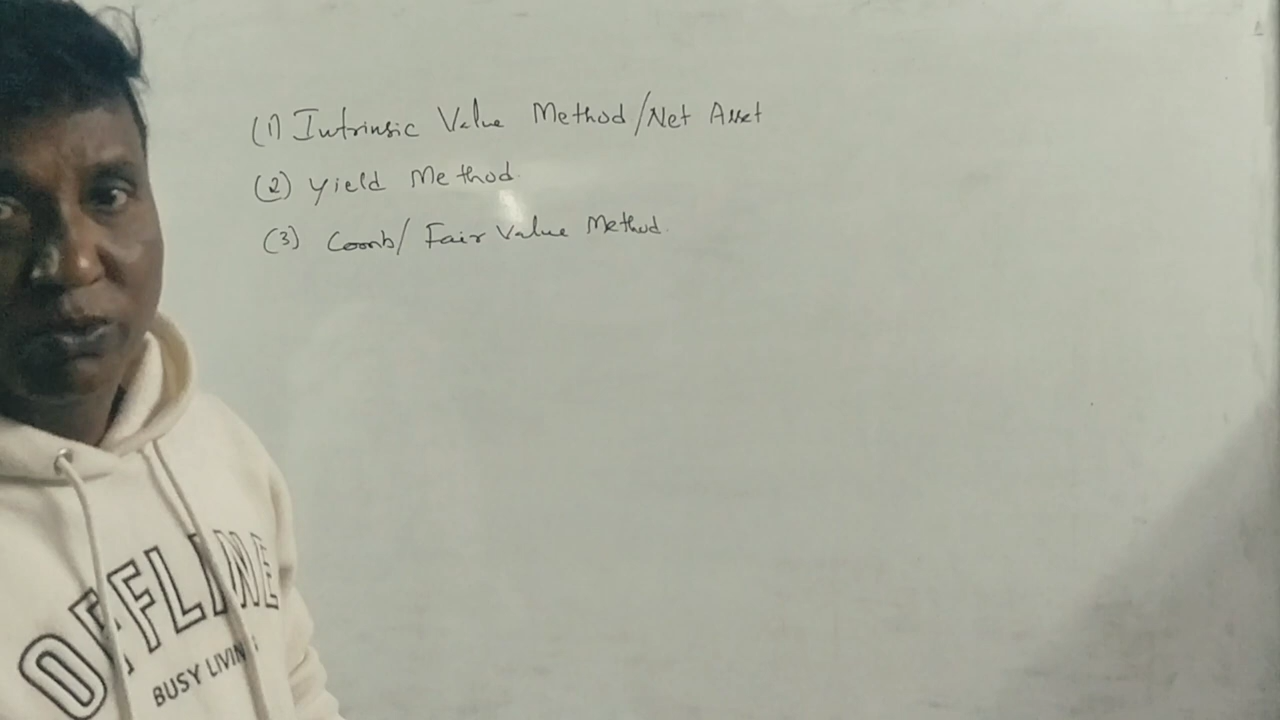 (1) Intrinsic Value Method/Net Asset
(2) Yield Method.
(3) Comb/ Fair Value Method.
OFFLINE
BUSY LIVIN